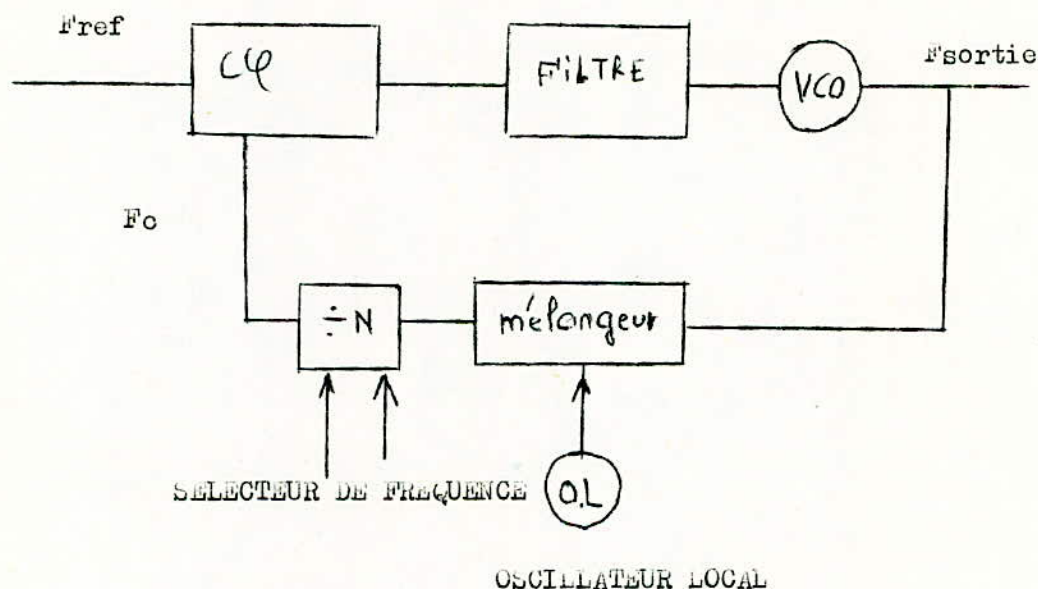 Fref
Cφ
FILTRE
VCO
Fsortie
Fc
÷N
mélangeur
SELECTEUR DE FREQUENCE
O.L
OSCILLATEUR LOCAL